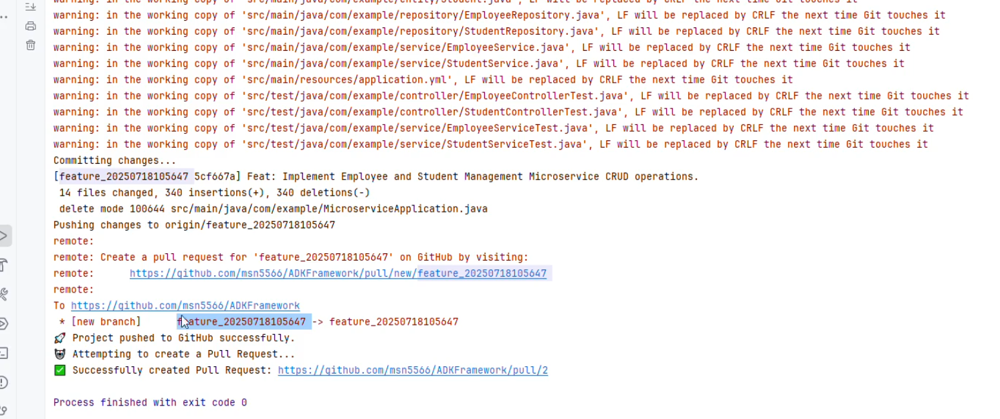 warning: in the working copy of 'src/main/java/com/example/entity/Student.java', LF will be replaced by CRLF the next time Git touches it
warning: in the working copy of 'src/main/java/com/example/repository/EmployeeRepository.java', LF will be replaced by CRLF the next time Git touches it
warning: in the working copy of 'src/main/java/com/example/repository/StudentRepository.java', LF will be replaced by CRLF the next time Git touches it
warning: in the working copy of 'src/main/java/com/example/service/EmployeeService.java', LF will be replaced by CRLF the next time Git touches it
warning: in the working copy of 'src/main/java/com/example/service/StudentService.java', LF will be replaced by CRLF the next time Git touches it
warning: in the working copy of 'src/main/resources/application.yml', LF will be replaced by CRLF the next time Git touches it
warning: in the working copy of 'src/test/java/com/example/controller/EmployeeControllerTest.java', LF will be replaced by CRLF the next time Git touches it
warning: in the working copy of 'src/test/java/com/example/controller/StudentControllerTest.java', LF will be replaced by CRLF the next time Git touches it
warning: in the working copy of 'src/test/java/com/example/service/EmployeeServiceTest.java', LF will be replaced by CRLF the next time Git touches it
warning: in the working copy of 'src/test/java/com/example/service/StudentServiceTest.java', LF will be replaced by CRLF the next time Git touches it
Committing changes...
[feature_20250718105647 5cf667a] Feat: Implement Employee and Student Management Microservice CRUD operations.
 14 files changed, 340 insertions(+), 340 deletions(-)
 delete mode 100644 src/main/java/com/example/MicroserviceApplication.java
Pushing changes to origin/feature_20250718105647
remote:
remote: Create a pull request for 'feature_20250718105647' on GitHub by visiting:
remote:      https://github.com/msn5566/ADKFramework/pull/new/feature_20250718105647
remote:
To https://github.com/msn5566/ADKFramework
 * [new branch]      feature_20250718105647 -> feature_20250718105647
🚀 Project pushed to GitHub successfully.
Attempting to create a Pull Request...
✅ Successfully created Pull Request: https://github.com/msn5566/ADKFramework/pull/2
Process finished with exit code 0